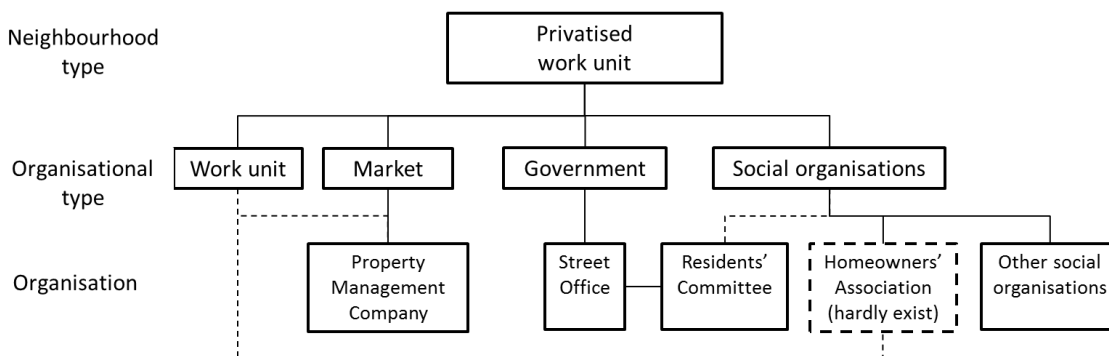 Neighbourhood
type
Privatised
work unit
Organisational
type
Work unit
Market
Government
Social organisations
Organisation
Property
Management
Company
Street
Office
Residents’
Committee
Homeowners’
Association
(hardly exist)
Other social
organisations